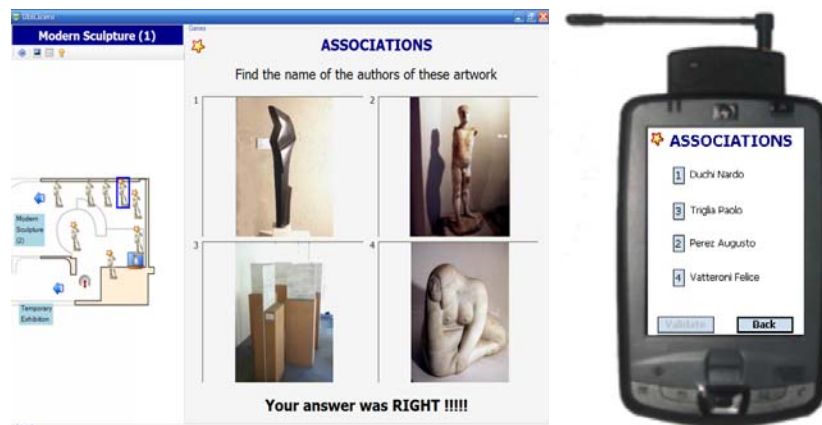 Modern Sculpture (1)
Games
ASSOCIATIONS
Find the name of the authors of these artwork
1
2
3
4
Modern
Sculpture
(2)
Temporary
Exhibition
Your answer was RIGHT !!!!!
ASSOCIATIONS
1 Duchi Nardo
3 Triglia Paolo
2 Perez Augusto
4 Vatteroni Felice
Validate
Back